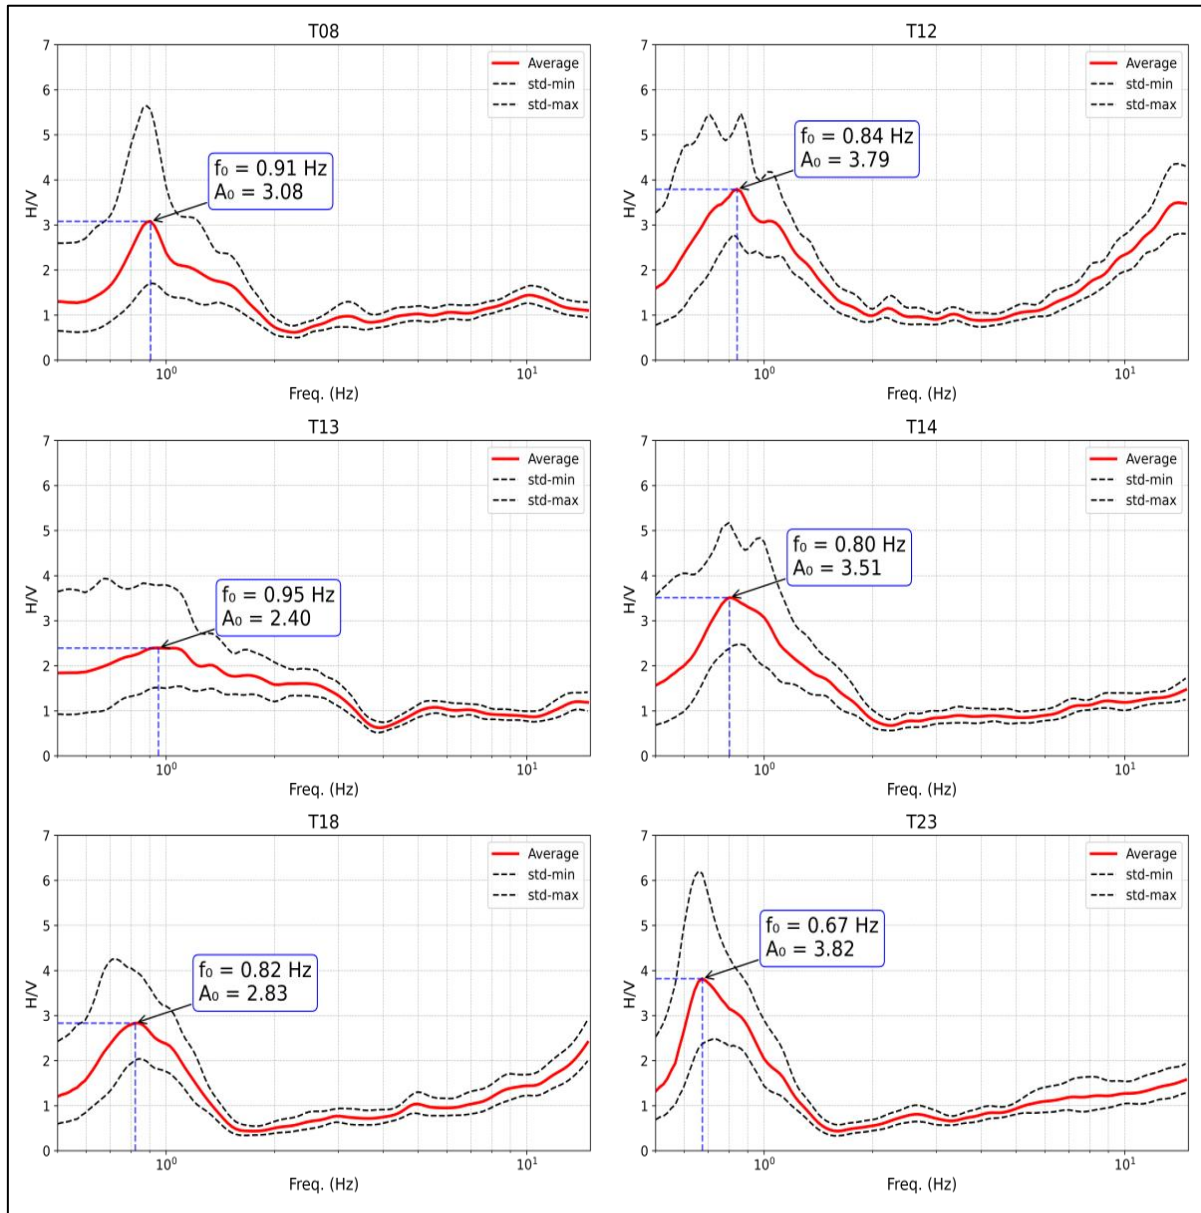 T08
7
6
5
4
3
2
1
0
H/V
Average
std-min
std-max
f₀ = 0.91 Hz
A₀ = 3.08
10⁰
10¹
Freq. (Hz)
T12
7
6
5
4
3
2
1
0
H/V
Average
std-min
std-max
f₀ = 0.84 Hz
A₀ = 3.79
10⁰
10¹
Freq. (Hz)
T13
7
6
5
4
3
2
1
0
H/V
Average
std-min
std-max
f₀ = 0.95 Hz
A₀ = 2.40
10⁰
10¹
Freq. (Hz)
T14
7
6
5
4
3
2
1
0
H/V
Average
std-min
std-max
f₀ = 0.80 Hz
A₀ = 3.51
10⁰
10¹
Freq. (Hz)
T18
7
6
5
4
3
2
1
0
H/V
Average
std-min
std-max
f₀ = 0.82 Hz
A₀ = 2.83
10⁰
10¹
Freq. (Hz)
T23
7
6
5
4
3
2
1
0
H/V
Average
std-min
std-max
f₀ = 0.67 Hz
A₀ = 3.82
10⁰
10¹
Freq. (Hz)